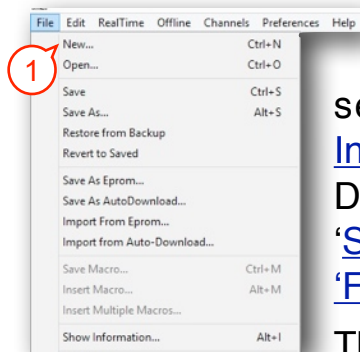 File Edit RealTime Offline Channels Preferences Help
New... Ctrl+N
1
Open... Ctrl+O
Save Ctrl+S
Save As... Alt+S
Restore from Backup
Revert to Saved
Save As Eprom...
Save As AutoDownload...
Import From Eprom...
Import from Auto-Download...
Save Macro... Ctrl+M
Insert Macro... Alt+M
Insert Multiple Macros...
Show Information... Alt+I